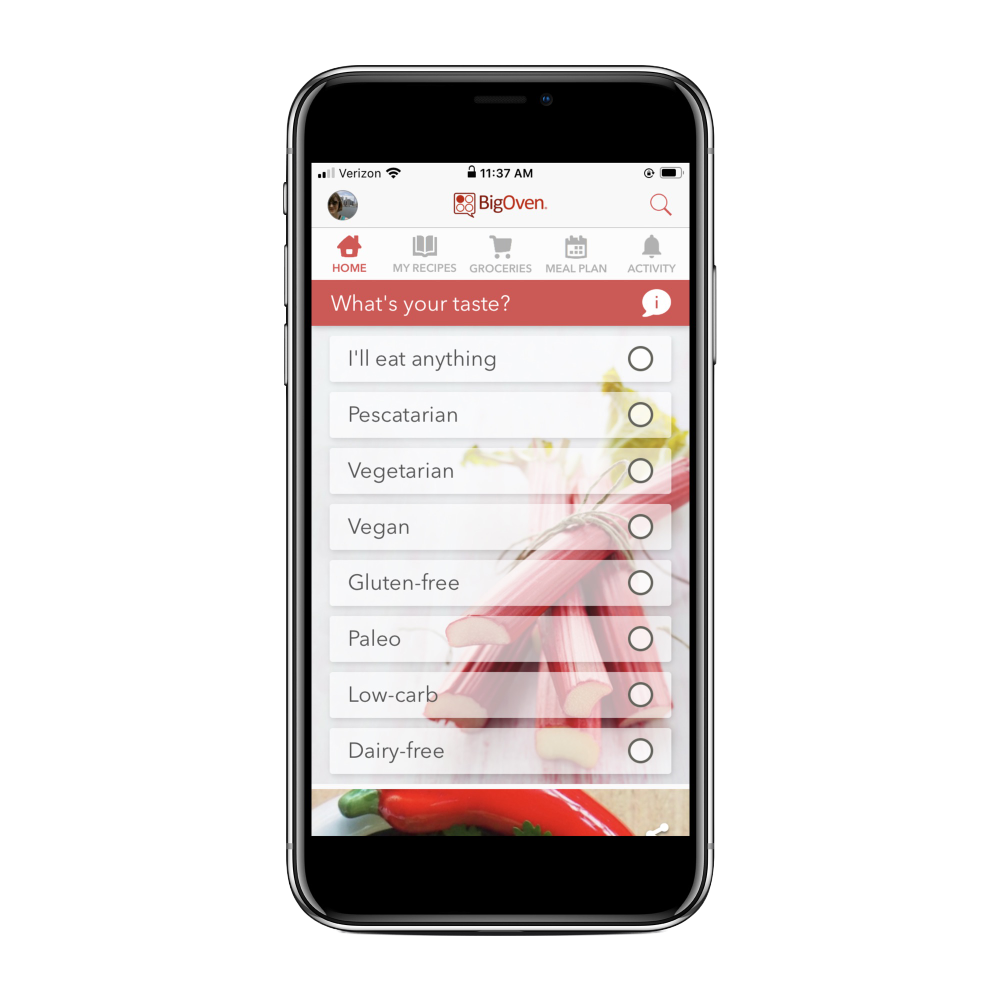 Verizon 11:37 AM
BigOven
HOME MY RECIPES GROCERIES MEAL PLAN ACTIVITY
What's your taste? i
I'll eat anything
Pescatarian
Vegetarian
Vegan
Gluten-free
Paleo
Low-carb
Dairy-free